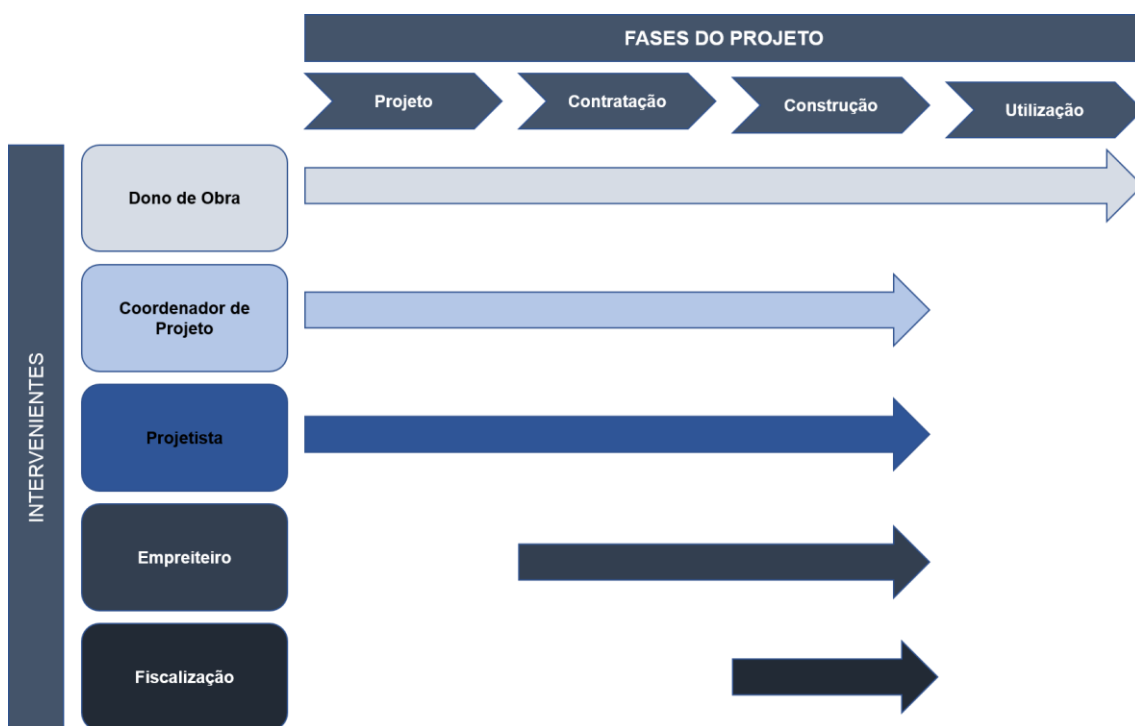 FASES DO PROJETO
Projeto
Contratação
Construção
Utilização
INTERVENIENTES
Dono de Obra
Coordenador de
Projeto
Projetista
Empreiteiro
Fiscalização